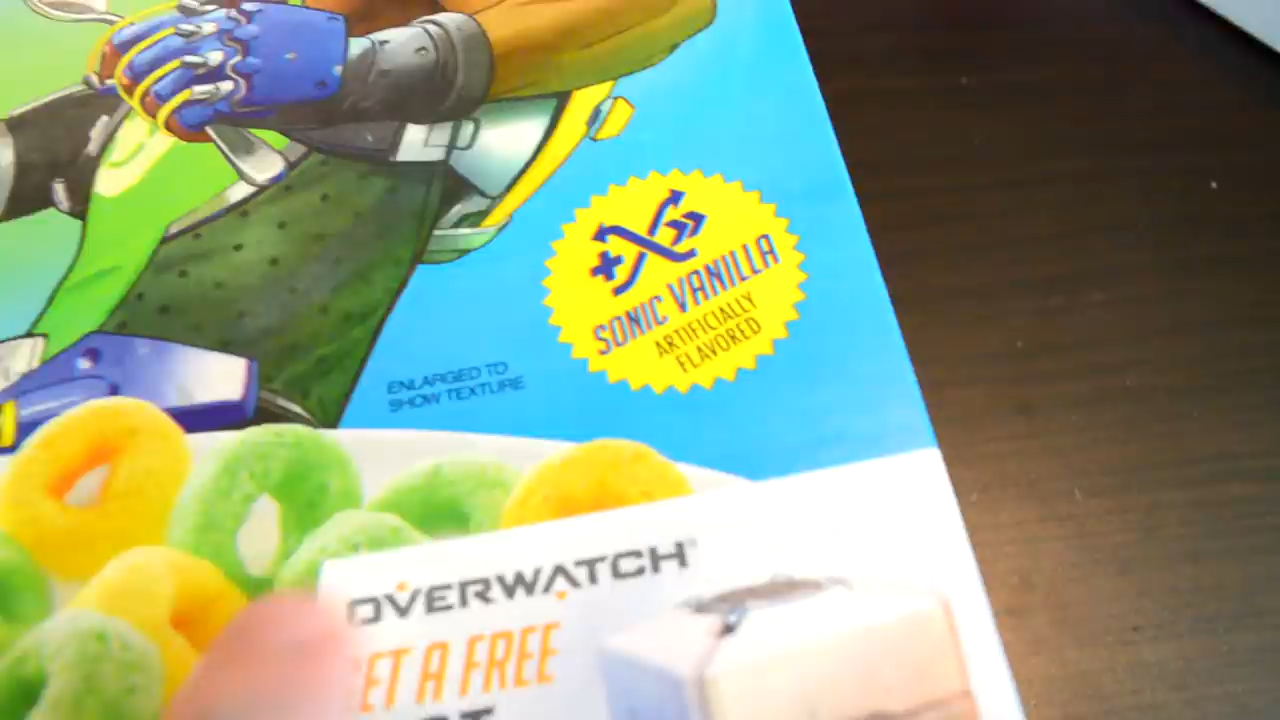 SONIC VANILLA
ARTIFICIALLY
FLAVORED
ENLARGED TO
SHOW TEXTURE
OVERWATCH
ET A FREE